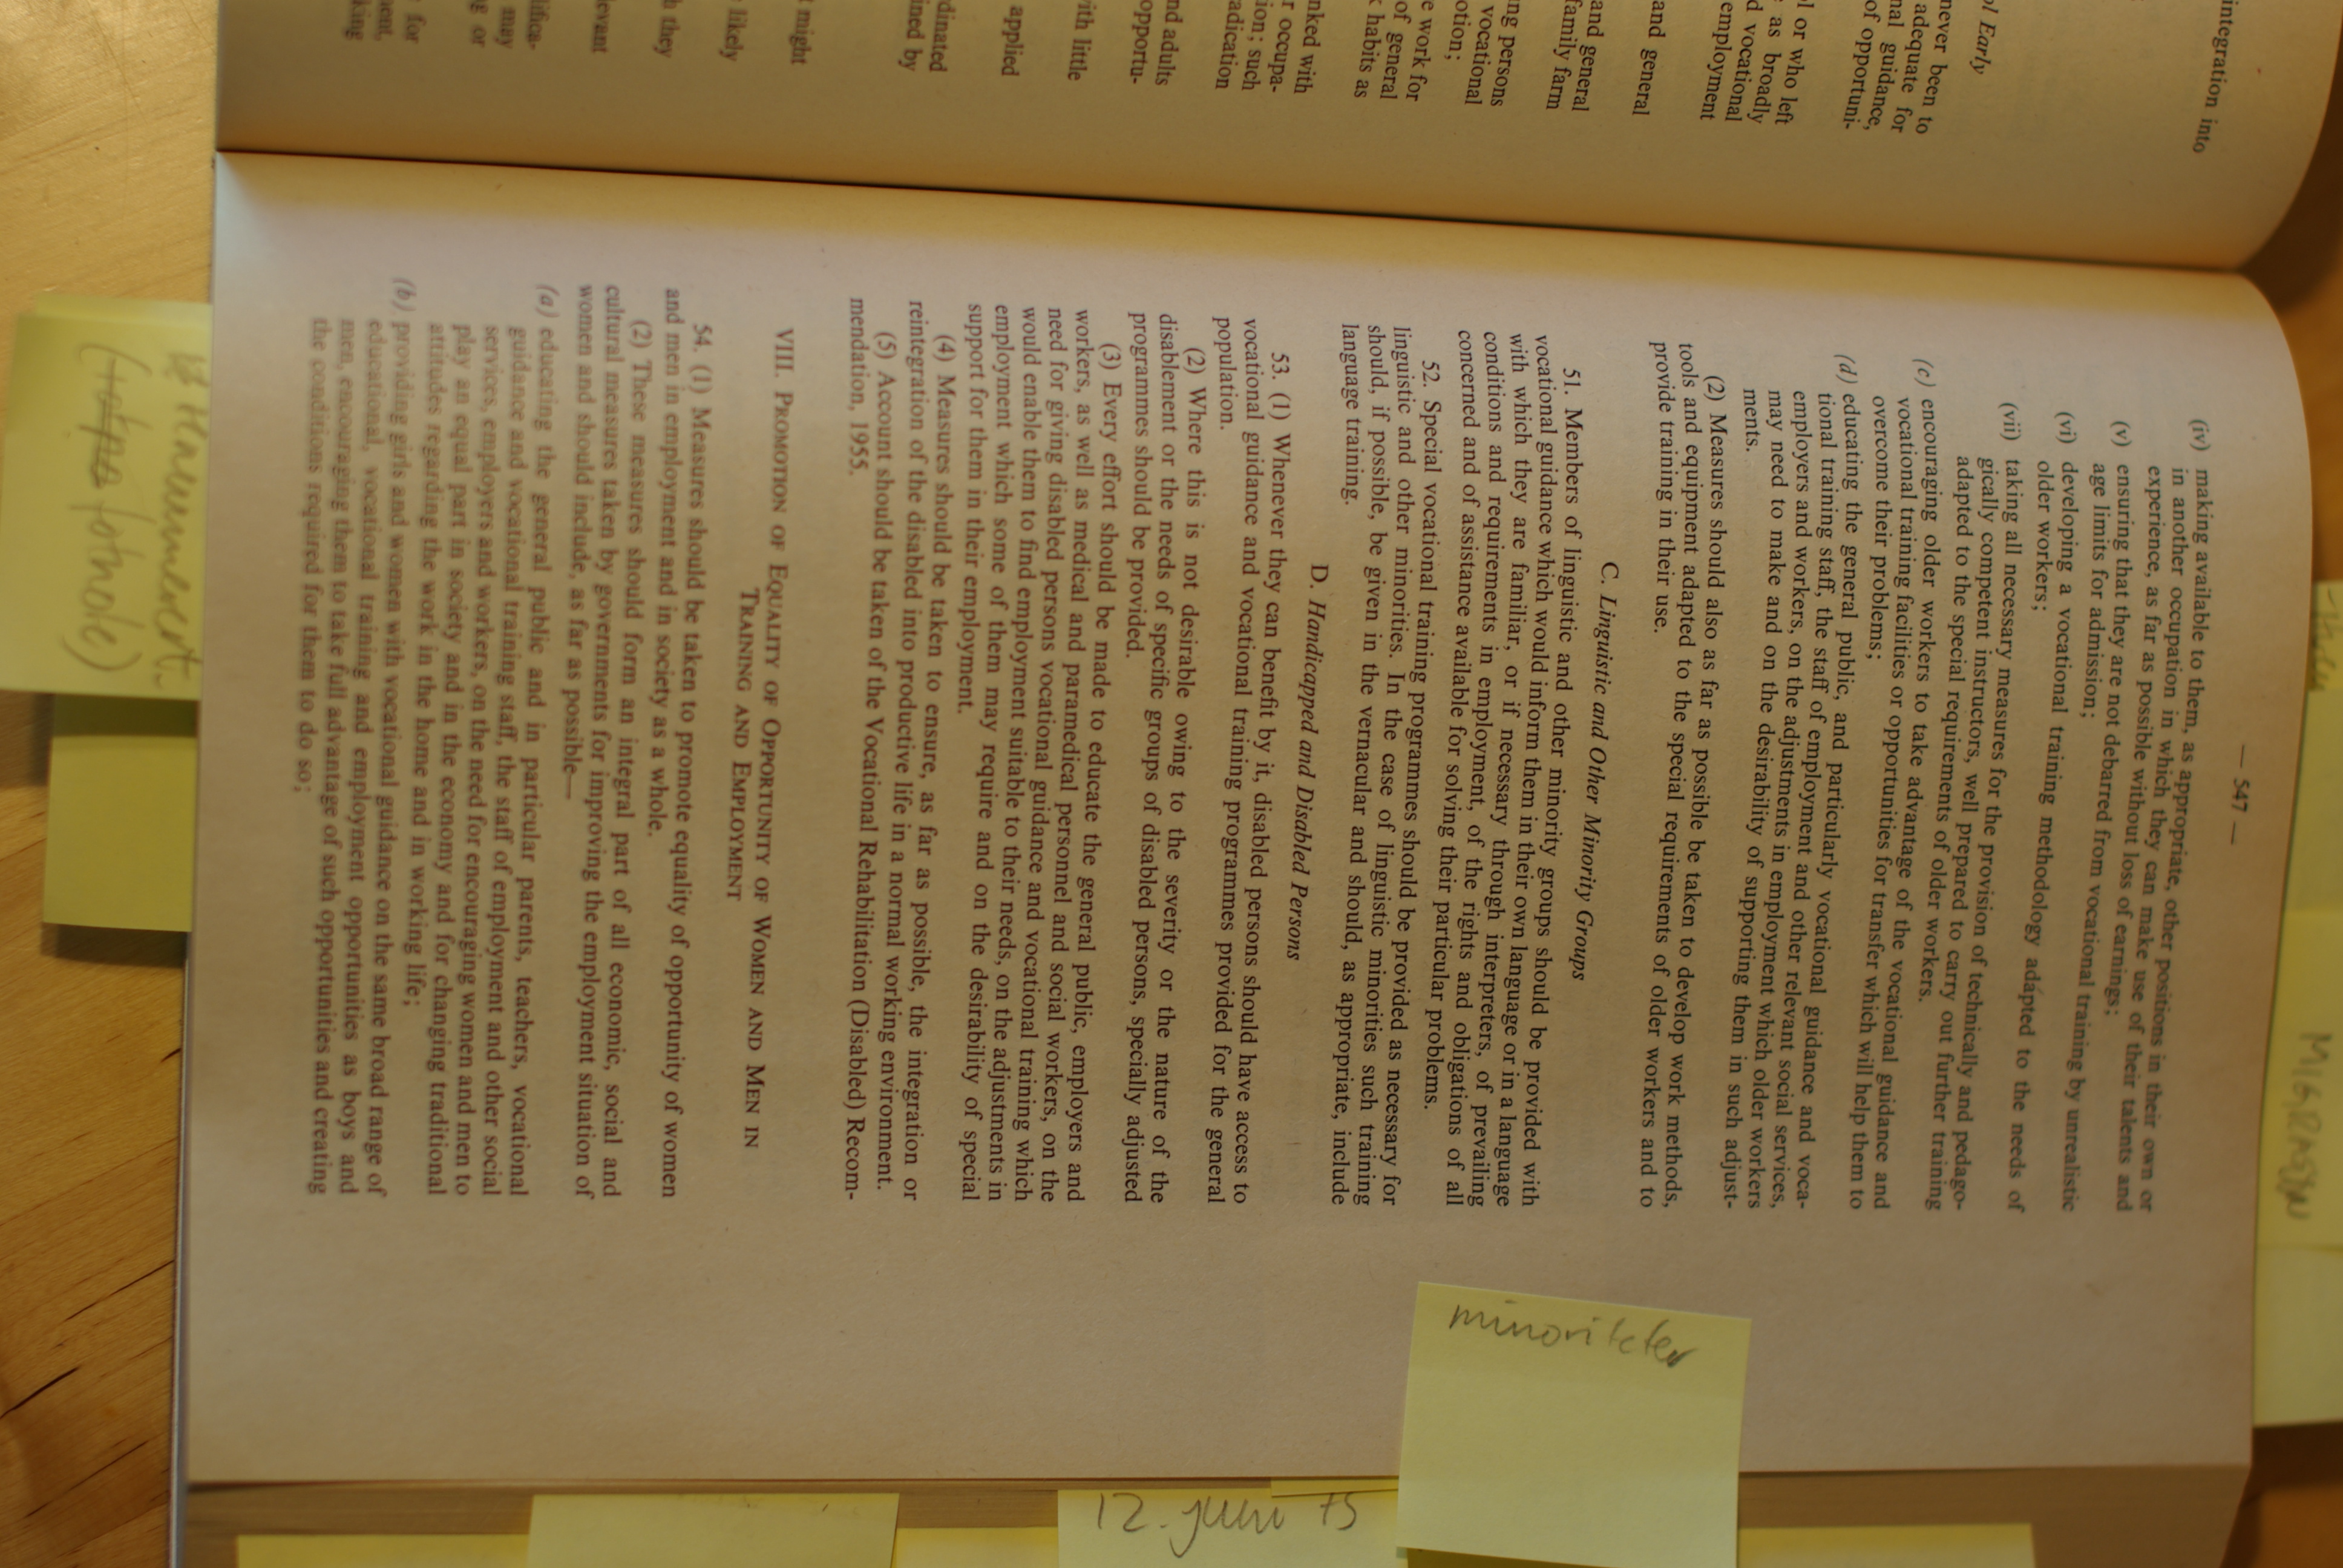 MIGRASJON
integration into
ol Early
never been to
adequate for
nal guidance,
of opportuni-
l or who left
as broadly
d vocational
employment
and general
and general
family farm
ng persons
vocational
otion;
e work for
of general
habits as
nked with
r occupa-
ion; such
adication
nd adults
opportu-
ith little
applied
dinated
ined by
might
likely
they
levant
lifica-
may
g or
for
ment,
king
— 547 —
(iv) making available to them, as appropriate, other positions in their own or
in another occupation in which they can make use of their talents and
experience, as far as possible without loss of earnings;
(v) ensuring that they are not debarred from vocational training by unrealistic
age limits for admission;
(vi) developing a vocational training methodology adapted to the needs of
older workers;
(vii) taking all necessary measures for the provision of technically and pedago-
gically competent instructors, well prepared to carry out further training
adapted to the special requirements of older workers.
(c) encouraging older workers to take advantage of the vocational guidance and
vocational training facilities or opportunities for transfer which will help them to
overcome their problems;
(d) educating the general public, and particularly vocational guidance and voca-
tional training staff, the staff of employment and other relevant social services,
employers and workers, on the adjustments in employment which older workers
may need to make and on the desirability of supporting them in such adjust-
ments.
(2) Measures should also as far as possible be taken to develop work methods,
tools and equipment adapted to the special requirements of older workers and to
provide training in their use.
C. Linguistic and Other Minority Groups
51. Members of linguistic and other minority groups should be provided with
vocational guidance which would inform them in their own language or in a language
with which they are familiar, or if necessary through interpreters, of prevailing
conditions and requirements in employment, of the rights and obligations of all
concerned and of assistance available for solving their particular problems.
52. Special vocational training programmes should be provided as necessary for
linguistic and other minorities. In the case of linguistic minorities such training
should, if possible, be given in the vernacular and should, as appropriate, include
language training.
D. Handicapped and Disabled Persons
53. (1) Whenever they can benefit by it, disabled persons should have access to
vocational guidance and vocational training programmes provided for the general
population.
(2) Where this is not desirable owing to the severity or the nature of the
disablement or the needs of specific groups of disabled persons, specially adjusted
programmes should be provided.
(3) Every effort should be made to educate the general public, employers and
workers, as well as medical and paramedical personnel and social workers, on the
need for giving disabled persons vocational guidance and vocational training which
would enable them to find employment suitable to their needs, on the adjustments in
employment which some of them may require and on the desirability of special
support for them in their employment.
(4) Measures should be taken to ensure, as far as possible, the integration or
reintegration of the disabled into productive life in a normal working environment.
(5) Account should be taken of the Vocational Rehabilitation (Disabled) Recom-
mendation, 1955.
VIII. PROMOTION OF EQUALITY OF OPPORTUNITY OF WOMEN AND MEN IN
TRAINING AND EMPLOYMENT
54. (1) Measures should be taken to promote equality of opportunity of women
and men in employment and in society as a whole.
(2) These measures should form an integral part of all economic, social and
cultural measures taken by governments for improving the employment situation of
women and should include, as far as possible—
(a) educating the general public and in particular parents, teachers, vocational
guidance and vocational training staff, the staff of employment and other social
services, employers and workers, on the need for encouraging women and men to
play an equal part in society and in the economy and for changing traditional
attitudes regarding the work in the home and in working life;
(b) providing girls and women with vocational guidance on the same broad range of
educational, vocational training and employment opportunities as boys and
men, encouraging them to take full advantage of such opportunities and creating
the conditions required for them to do so;
minoriteter
12-juni 75
fotnote)